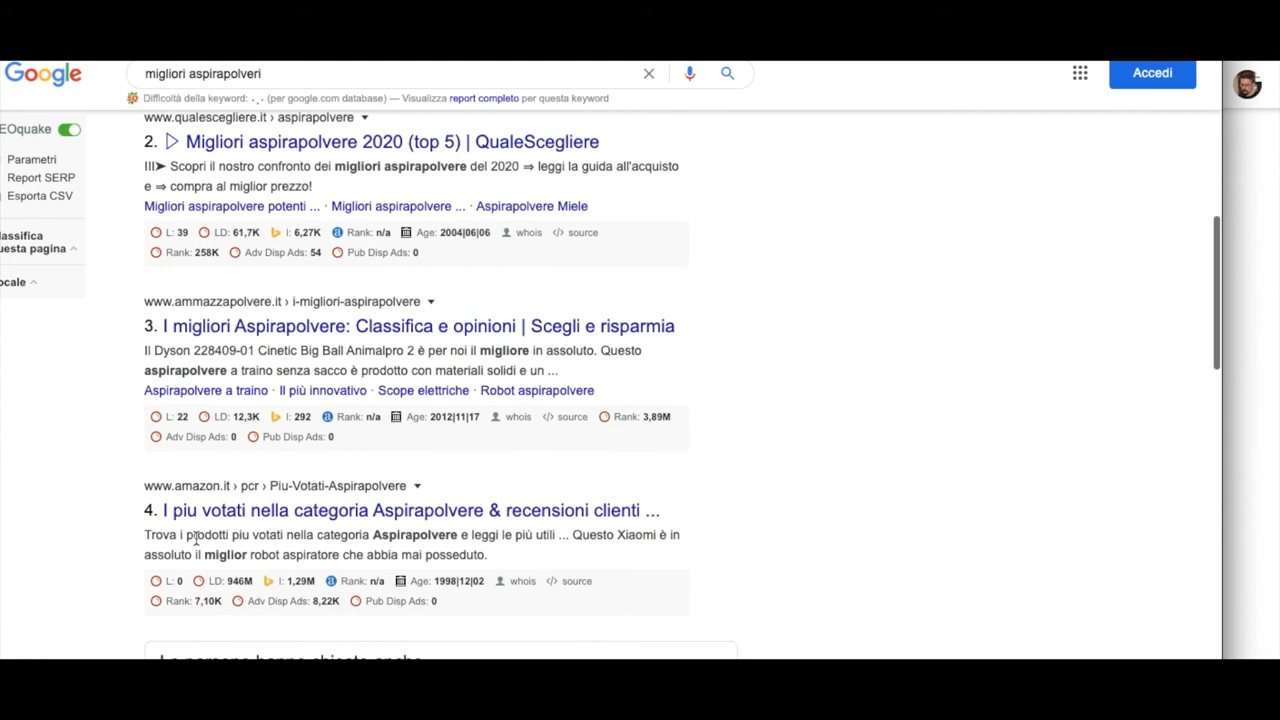 Google
migliori aspirapolveri
Accedi
Difficoltà della keyword: (per google.com database) — Visualizza report completo per questa keyword
EOquake
Parametri
Report SERP
Esporta CSV
lassifica
uesta pagina
ocale
www.qualescegliere.it › aspirapolvere
2. ▷ Migliori aspirapolvere 2020 (top 5) | QualeScegliere
III➤ Scopri il nostro confronto dei migliori aspirapolvere del 2020 ⇒ leggi la guida all'acquisto
e ⇒ compra al miglior prezzo!
Migliori aspirapolvere potenti ... · Migliori aspirapolvere ... · Aspirapolvere Miele
L: 39 LD: 61,7K I: 6,27K Rank: n/a Age: 2004|06|06 whois </> source
Rank: 258K Adv Disp Ads: 54 Pub Disp Ads: 0
www.ammazzapolvere.it › i-migliori-aspirapolvere
3. I migliori Aspirapolvere: Classifica e opinioni | Scegli e risparmia
Il Dyson 228409-01 Cinetic Big Ball Animalpro 2 è per noi il migliore in assoluto. Questo
aspirapolvere a traino senza sacco è prodotto con materiali solidi e un ...
Aspirapolvere a traino · Il più innovativo · Scope elettriche · Robot aspirapolvere
L: 22 LD: 12,3K I: 292 Rank: n/a Age: 2012|11|17 whois </> source Rank: 3,89M
Adv Disp Ads: 0 Pub Disp Ads: 0
www.amazon.it › pcr › Piu-Votati-Aspirapolvere
4. I piu votati nella categoria Aspirapolvere & recensioni clienti ...
Trova i prodotti piu votati nella categoria Aspirapolvere e leggi le più utili ... Questo Xiaomi è in
assoluto il miglior robot aspiratore che abbia mai posseduto.
L: 0 LD: 946M I: 1,29M Rank: n/a Age: 1998|12|02 whois </> source
Rank: 7,10K Adv Disp Ads: 8,22K Pub Disp Ads: 0